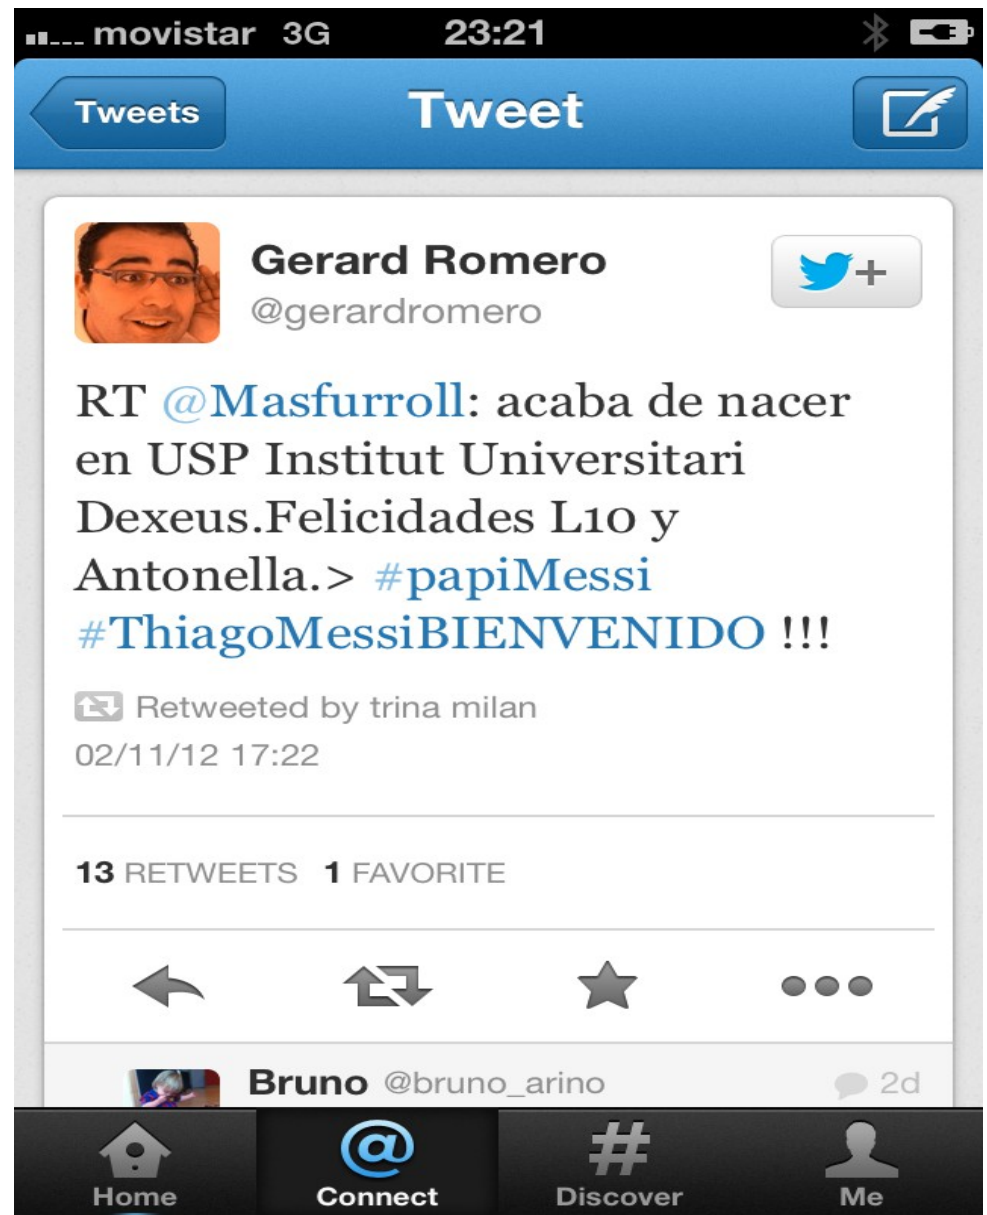 movistar 3G 23:21
Tweets Tweet
Gerard Romero
@gerardromero
RT @Masfurroll: acaba de nacer
en USP Institut Universitari
Dexeus.Felicidades L10 y
Antonella.> #papiMessi
#ThiagoMessiBIENVENIDO !!!
Retweeted by trina milan
02/11/12 17:22
13 RETWEETS 1 FAVORITE
Bruno @bruno_arino 2d
Home Connect Discover Me